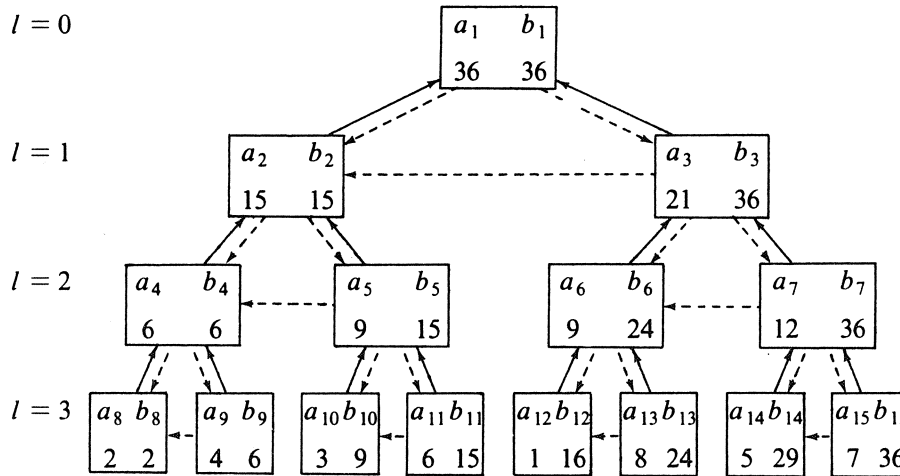 l = 0
a₁ b₁
36 36
l = 1
a₂ b₂ a₃ b₃
15 15 21 36
l = 2
a₄ b₄ a₅ b₅ a₆ b₆ a₇ b₇
6 6 9 15 9 24 12 36
l = 3
a₈ b₈ a₉ b₉ a₁₀ b₁₀ a₁₁ b₁₁ a₁₂ b₁₂ a₁₃ b₁₃ a₁₄ b₁₄ a₁₅ b₁
2 2 4 6 3 9 6 15 1 16 8 24 5 29 7 36